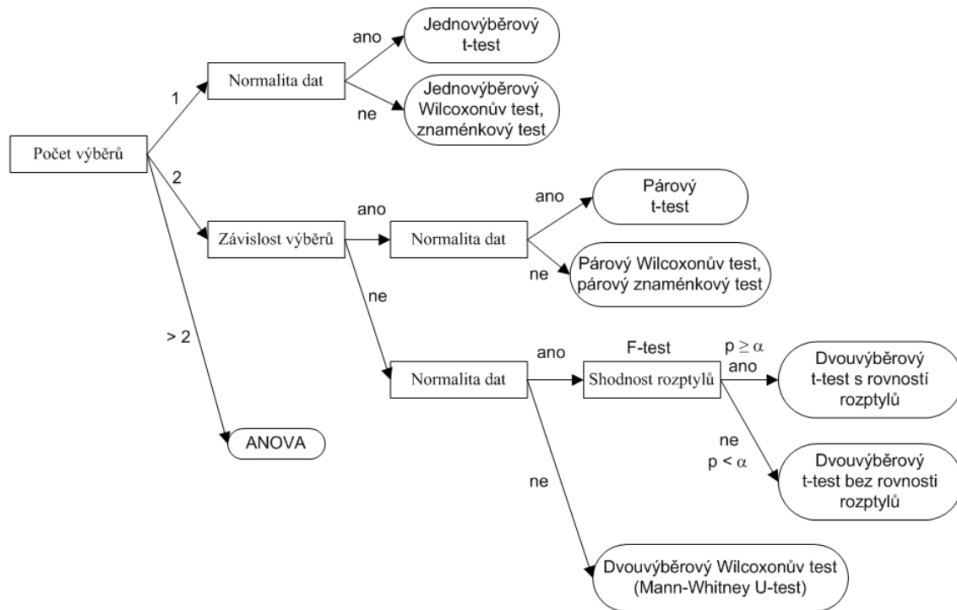 Jednovýběrový
t-test
ano
Normalita dat
1
ne
Jednovýběrový
Wilcoxonův test,
znaménkový test
Počet výběrů
2
Závislost výběrů
ano
Normalita dat
ano
Párový
t-test
ne
Párový Wilcoxonův test,
párový znaménkový test
ne
> 2
ANOVA
Normalita dat
ano
F-test
Shodnost rozptylů
p ≥ α
ano
Dvouvýběrový
t-test s rovností
rozptylů
ne
p < α
Dvouvýběrový
t-test bez rovnosti
rozptylů
ne
Dvouvýběrový Wilcoxonův test
(Mann-Whitney U-test)